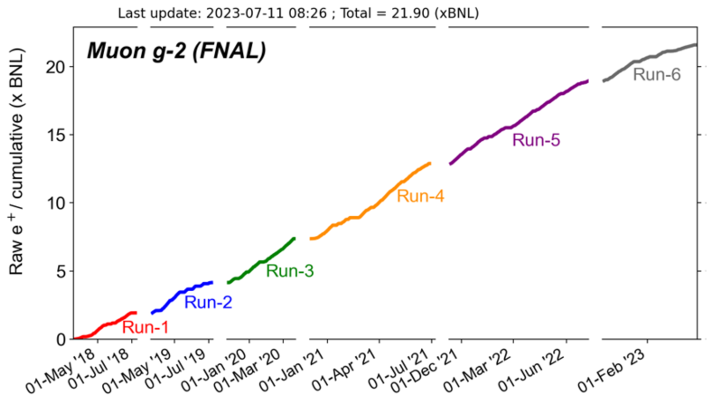 Last update: 2023-07-11 08:26 ; Total = 21.90 (xBNL)
Muon g-2 (FNAL)
Raw e + / cumulative (x BNL)
20
15
10
5
0
Run-1
Run-2
Run-3
Run-4
Run-5
Run-6
01-May '18
01-Jul '18
01-May '19
01-Jul '19
01-Jan '20
01-Mar '20
01-Jan '21
01-Apr '21
01-Jul '21
01-Dec '21
01-Mar '22
01-Jun '22
01-Feb '23